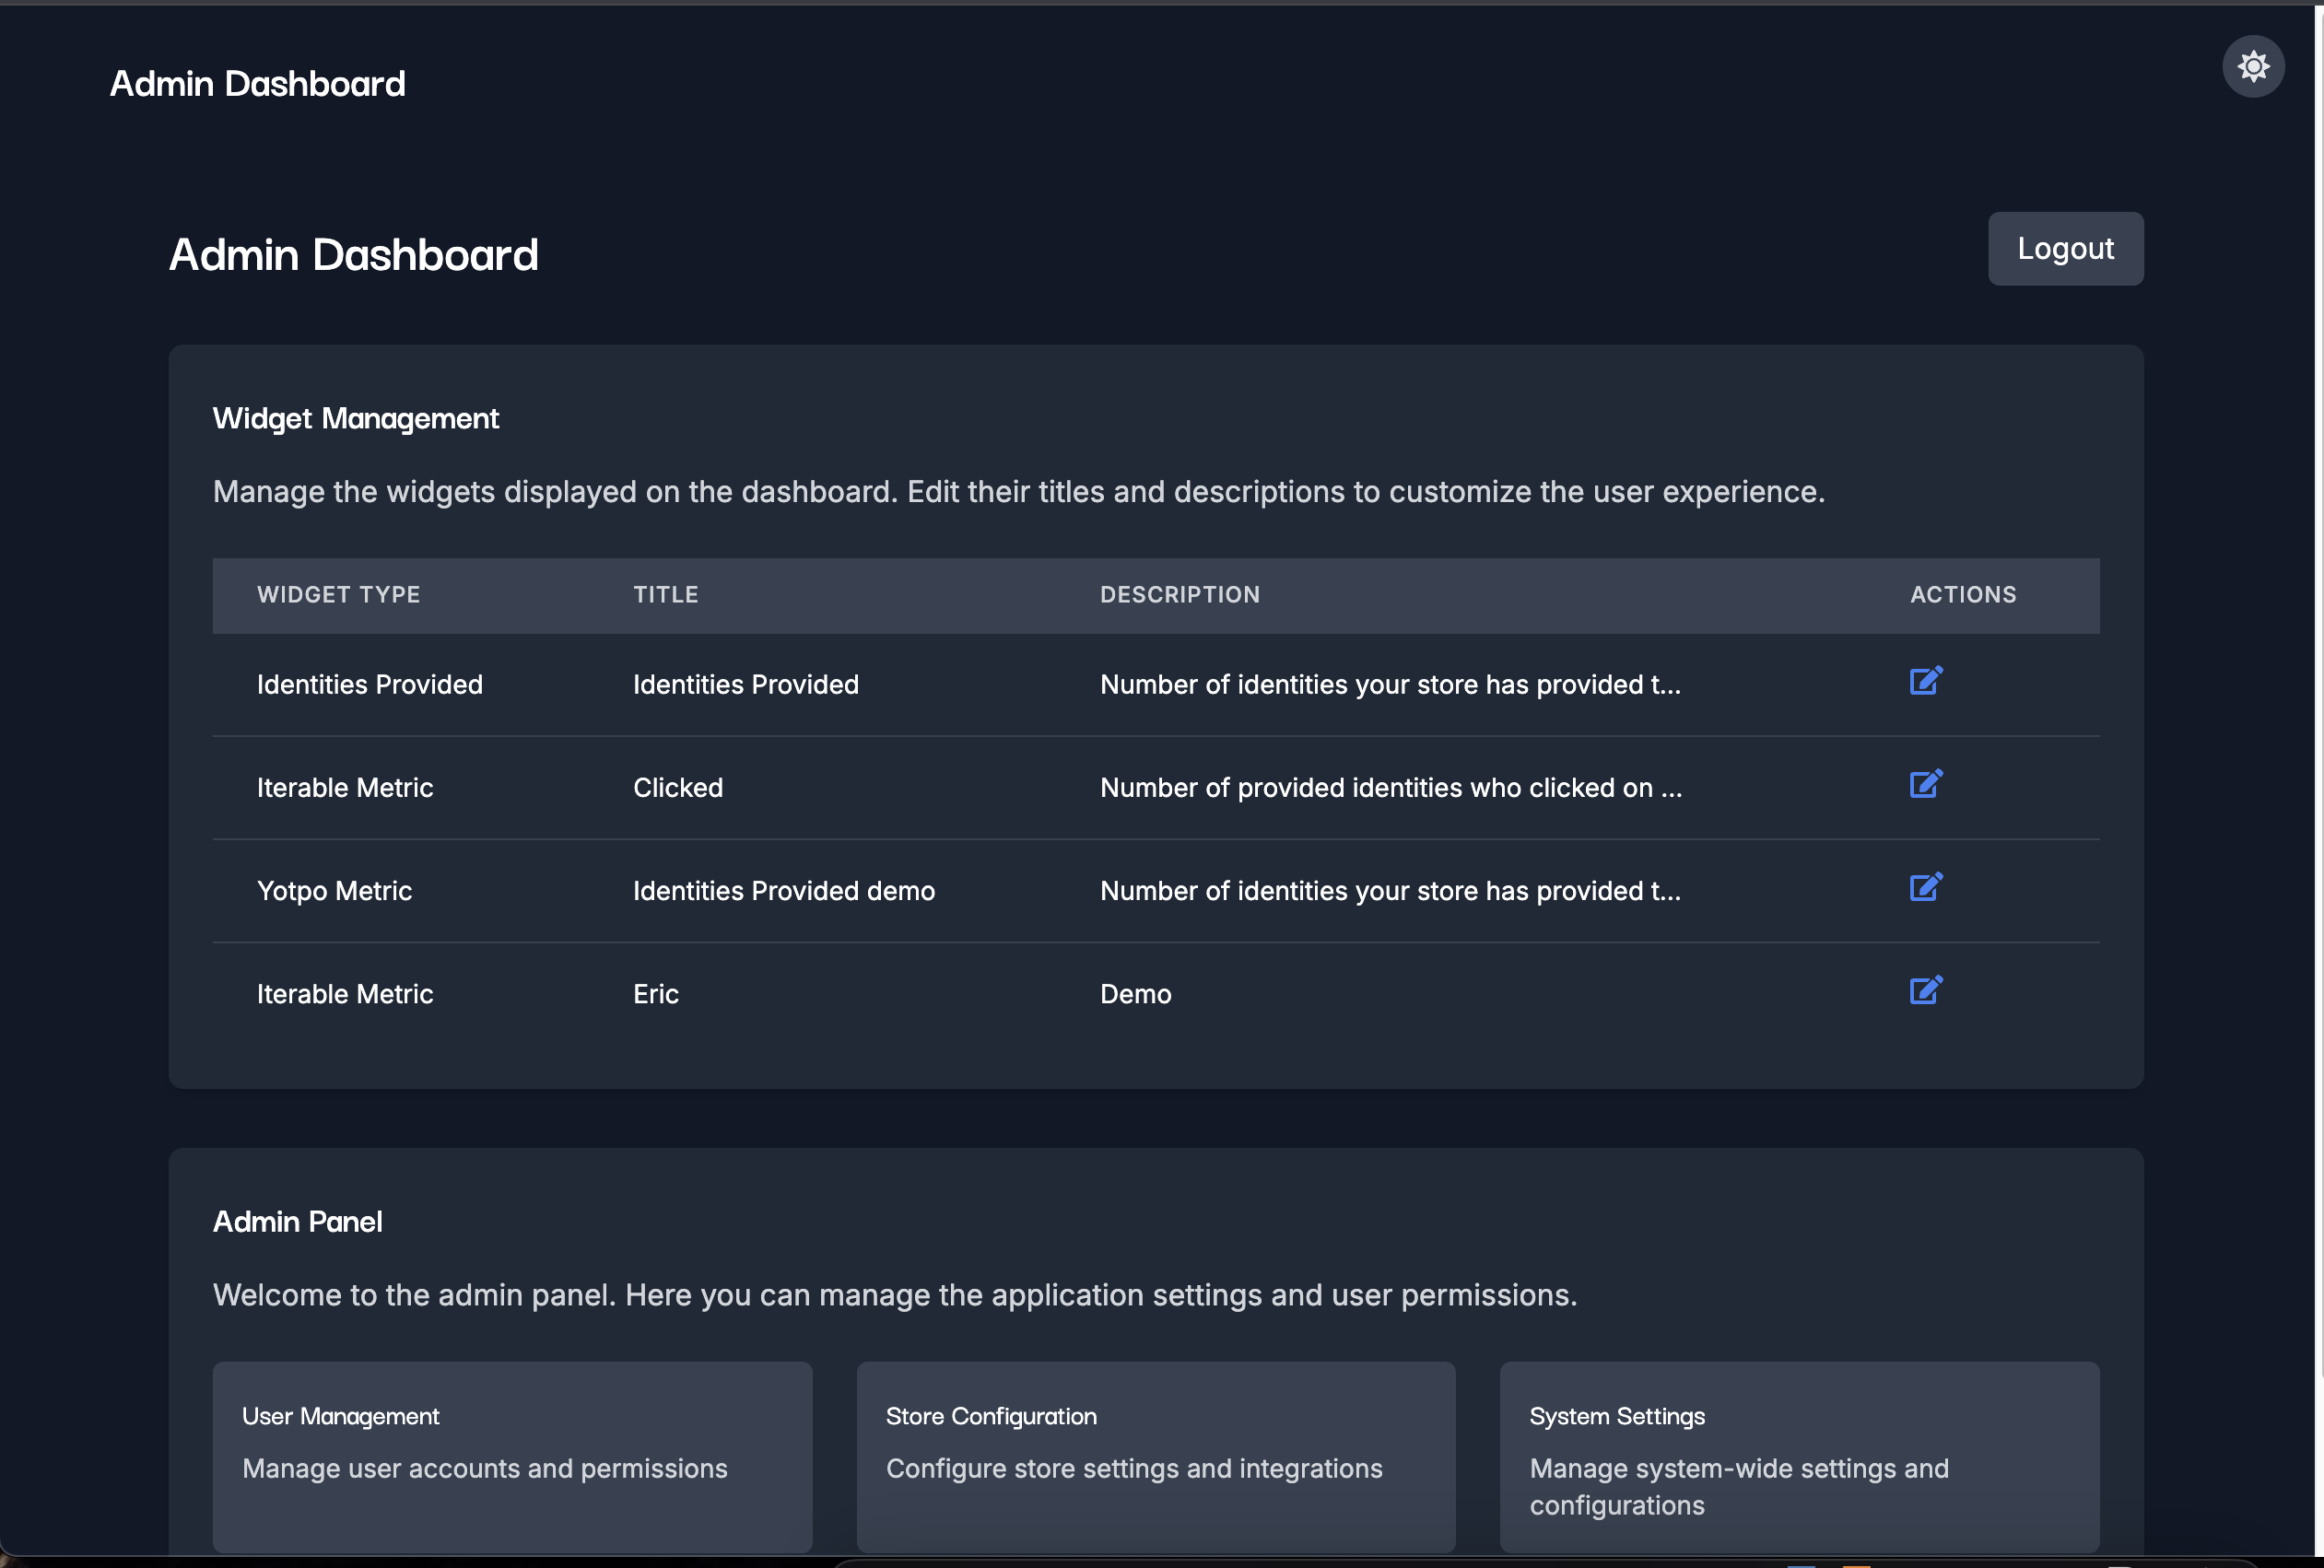 Admin Dashboard
Admin Dashboard
Logout
Widget Management
Manage the widgets displayed on the dashboard. Edit their titles and descriptions to customize the user experience.
WIDGET TYPE TITLE DESCRIPTION ACTIONS
Identities Provided Identities Provided Number of identities your store has provided t...
Iterable Metric Clicked Number of provided identities who clicked on ...
Yotpo Metric Identities Provided demo Number of identities your store has provided t...
Iterable Metric Eric Demo
Admin Panel
Welcome to the admin panel. Here you can manage the application settings and user permissions.
User Management
Manage user accounts and permissions
Store Configuration
Configure store settings and integrations
System Settings
Manage system-wide settings and
configurations